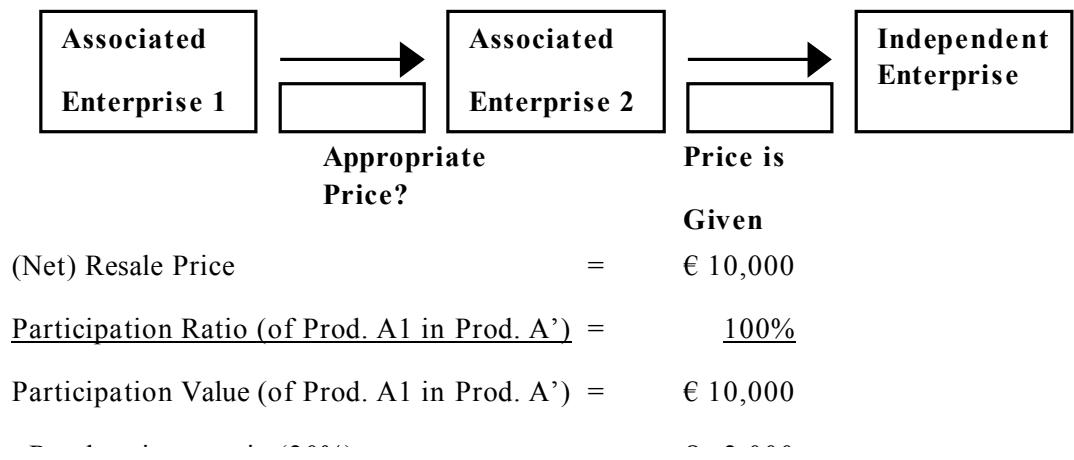 Associated
Enterprise 1
Associated
Enterprise 2
Independent
Enterprise
Appropriate
Price?
Price is
Given
(Net) Resale Price = € 10,000
Participation Ratio (of Prod. A1 in Prod. A’) = 100%
Participation Value (of Prod. A1 in Prod. A’) = € 10,000